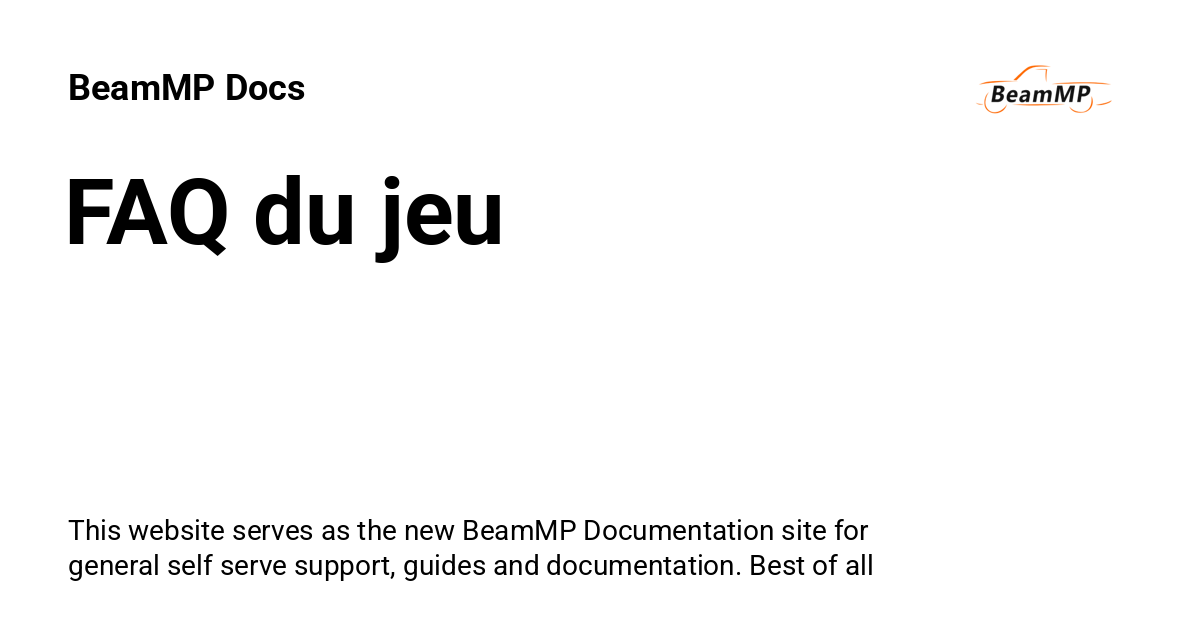 BeamMP Docs
BeamMP
FAQ du jeu
This website serves as the new BeamMP Documentation site for
general self serve support, guides and documentation. Best of all